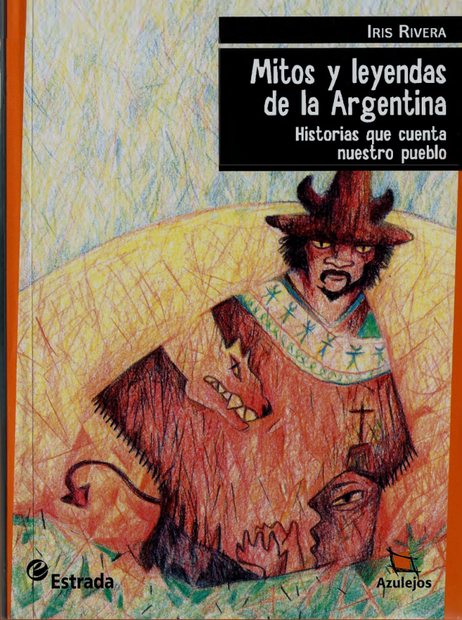 IRIS RIVERA
Mitos y leyendas
de la Argentina
Historias que cuenta
nuestro pueblo
e Estrada
Azulejos